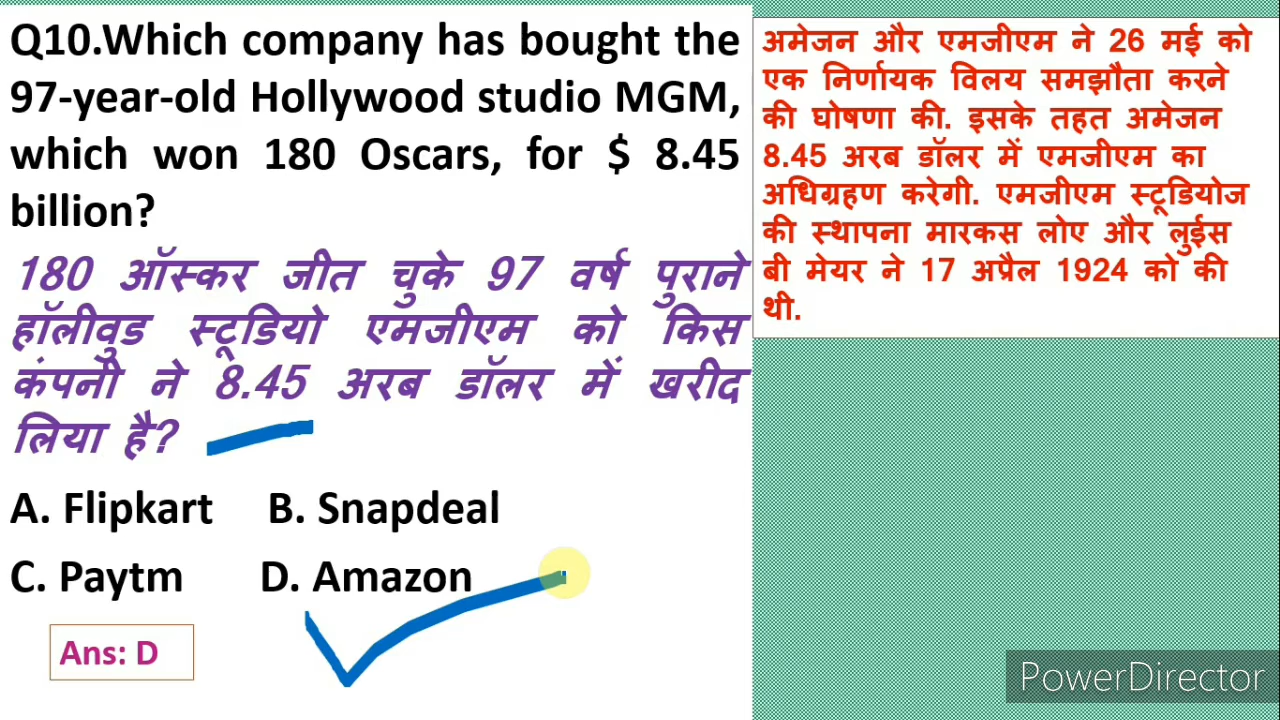 Q10.Which company has bought the
97-year-old Hollywood studio MGM,
which won 180 Oscars, for $ 8.45
billion?
180 ऑस्कर जीत चुके 97 वर्ष पुराने
हॉलीवुड स्टूडियो एमजीएम को किस
कंपनी ने 8.45 अरब डॉलर में खरीद
लिया है?
A. Flipkart B. Snapdeal
C. Paytm D. Amazon
Ans: D
अमेजन और एमजीएम ने 26 मई को
एक निर्णायक विलय समझौता करने
की घोषणा की. इसके तहत अमेजन
8.45 अरब डॉलर में एमजीएम का
अधिग्रहण करेगी. एमजीएम स्टूडियोज
की स्थापना मारकस लोए और लुईस
बी मेयर ने 17 अप्रैल 1924 को की
थी.
PowerDirector